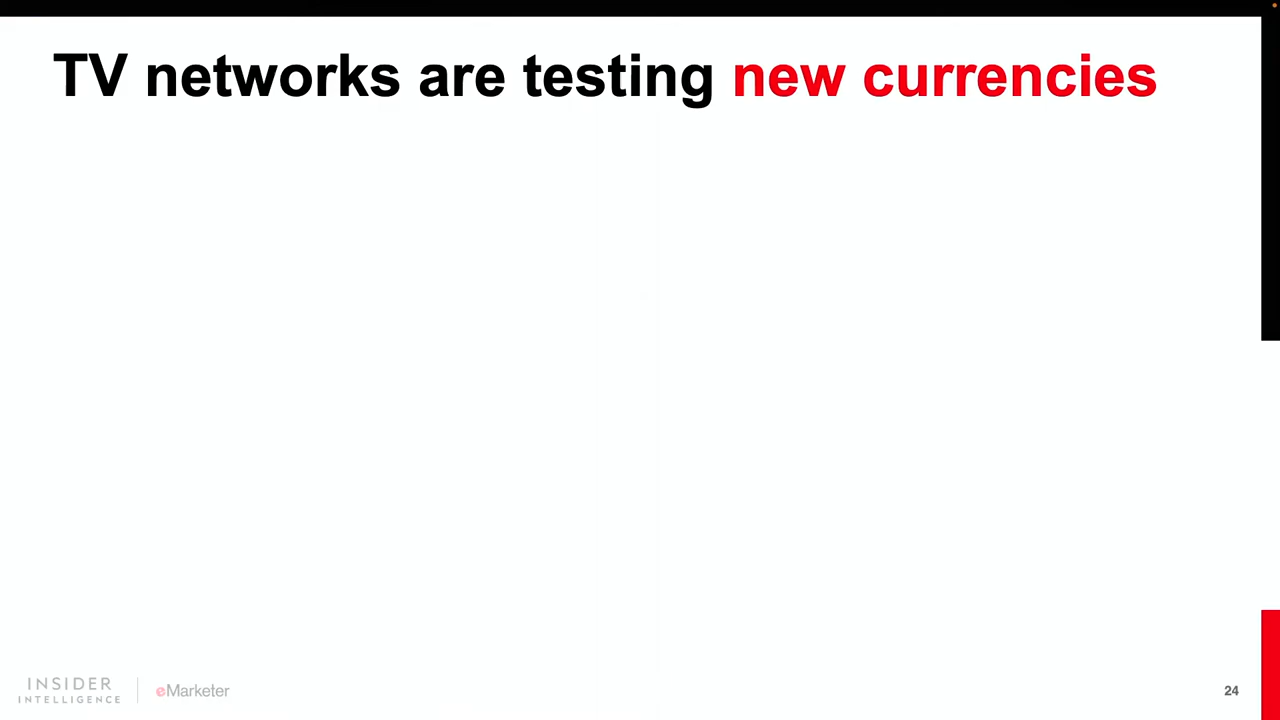 TV networks are testing new currencies
INSIDER
INTELLIGENCE
eMarketer
24